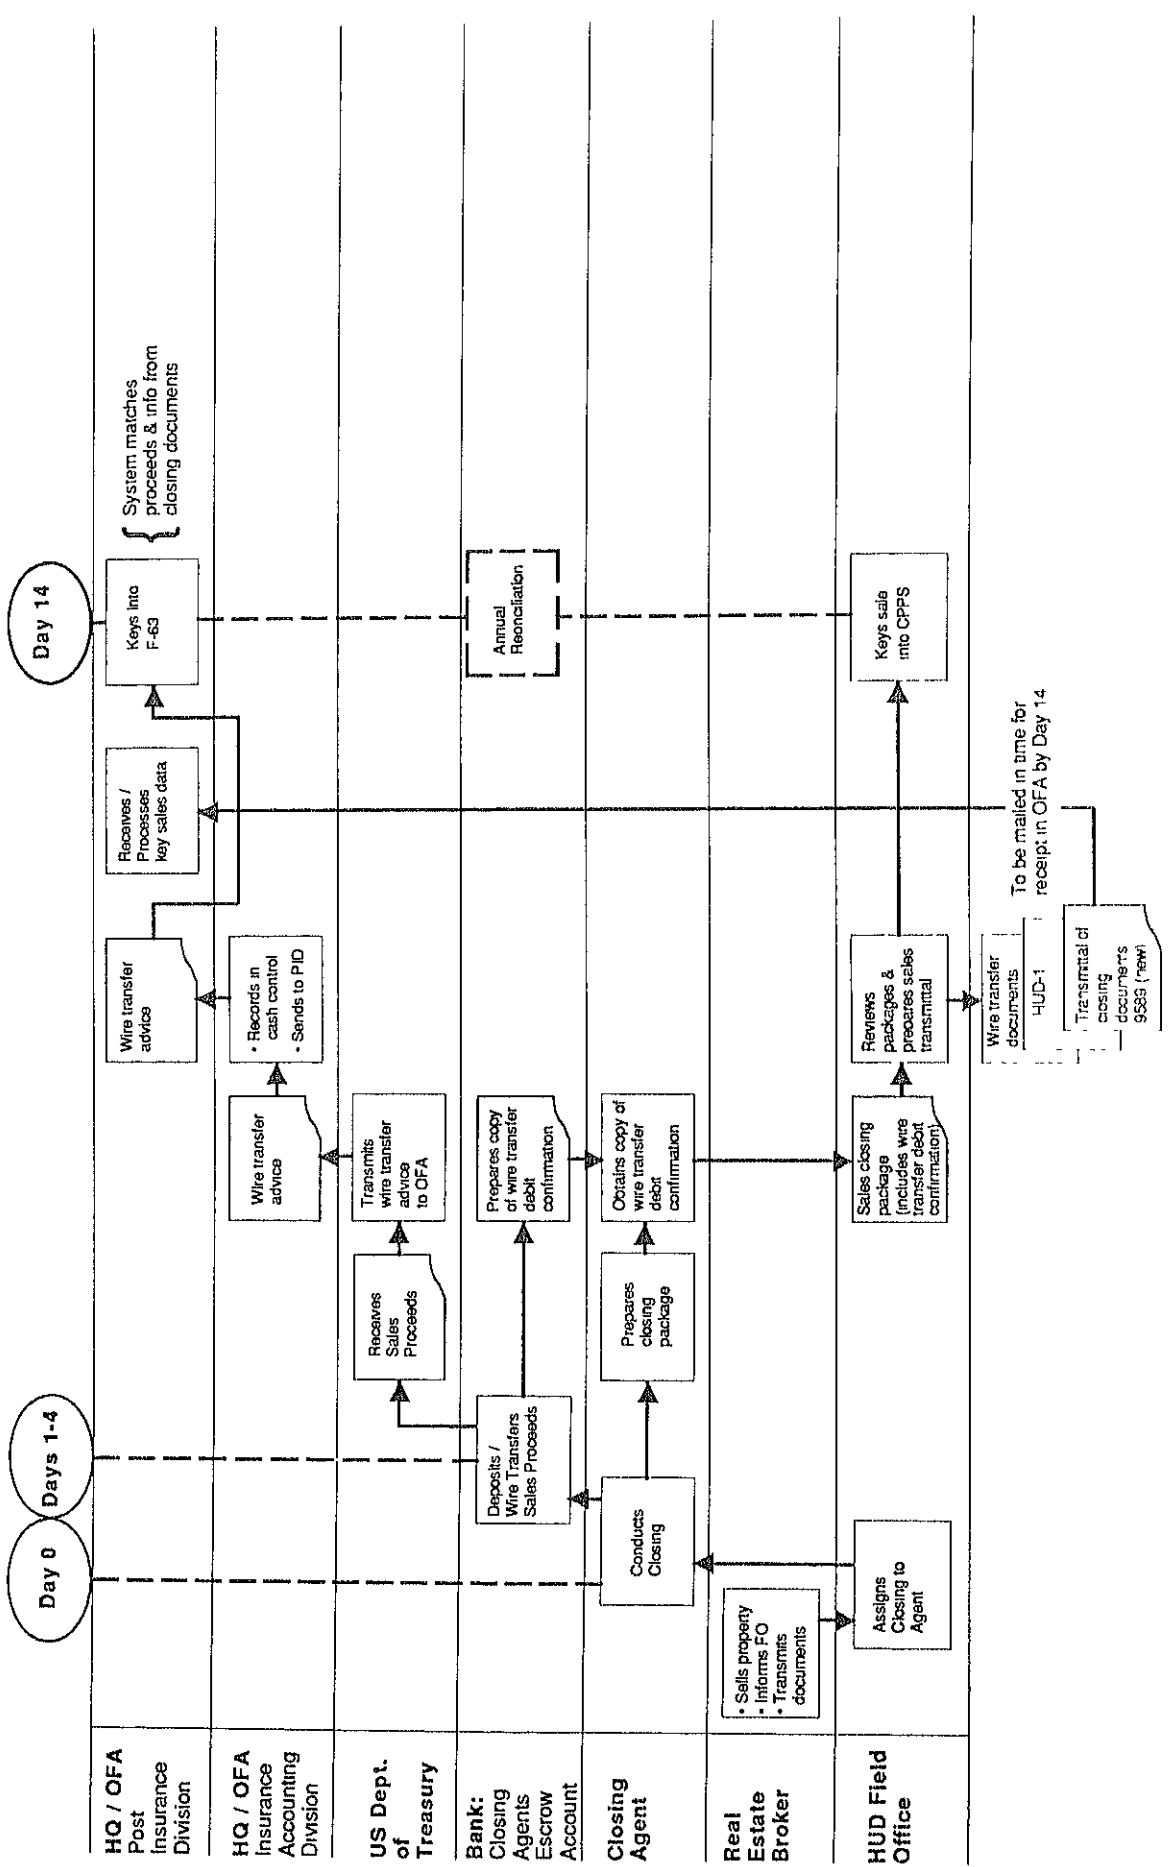 Day 0
Days 1-4
Day 14
HQ / OFA
Post
Insurance
Division
Wire transfer
advice
Receives /
Processes
key sales data
Keys into
F-63
System matches
proceeds & info from
closing documents
HQ / OFA
Insurance
Accounting
Division
Wire transfer
advice
• Records in
cash control
• Sends to PID
US Dept.
of
Treasury
Receives
Sales
Proceeds
Transmits
wire transfer
advice
to OFA
Bank:
Closing
Agents
Escrow
Account
Deposits /
Wire Transfers
Sales Proceeds
Prepares copy
of wire transfer
debit
confirmation
Annual
Reconciliation
Closing
Agent
Conducts
Closing
Prepares
closing
package
Obtains copy of
wire transfer
debit
confirmation
Real
Estate
Broker
• Sells property
• Informs FO
• Transmits
documents
HUD Field
Office
Assigns
Closing to
Agent
Sales closing
package
(includes wire
transfer debit
confirmation)
Reviews
packages &
prepares sales
transmittal
Keys sale
into CPPS
Wire transfer
documents
HUD-1
Transmittal of
closing
documents
9589 (new)
To be mailed in time for
receipt in OFA by Day 14